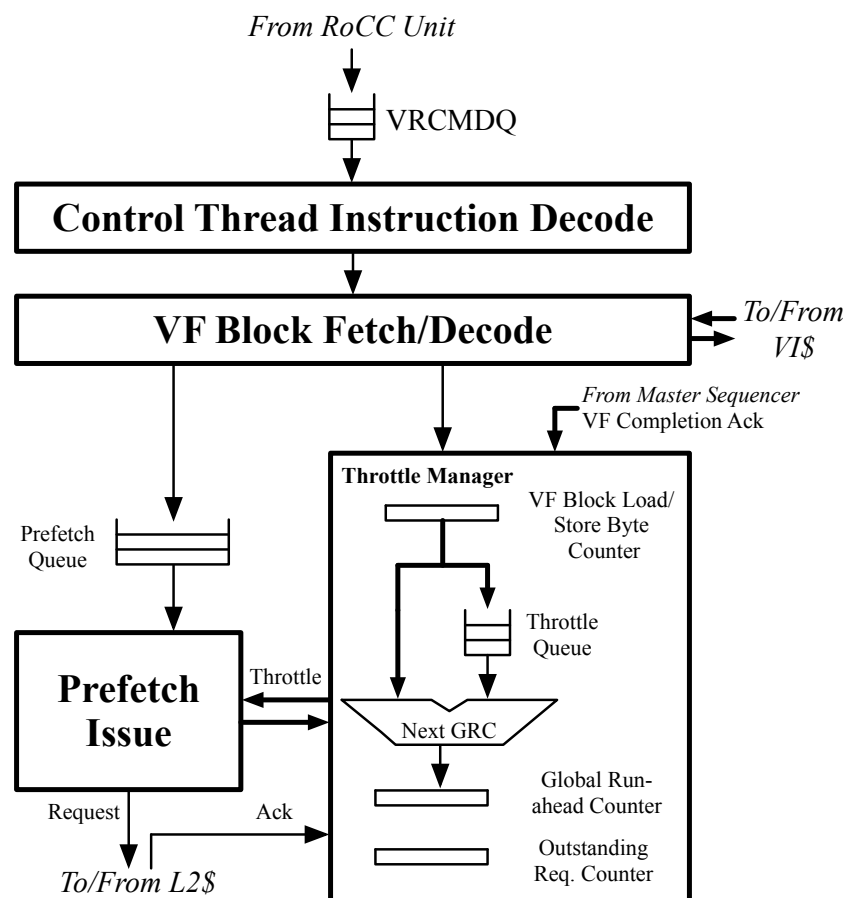 From RoCC Unit
VRCMDQ
Control Thread Instruction Decode
VF Block Fetch/Decode
To/From
VI$
From Master Sequencer
VF Completion Ack
Throttle Manager
VF Block Load/
Store Byte
Counter
Prefetch
Queue
Throttle
Queue
Prefetch
Issue
Throttle
Next GRC
Global Run-
ahead Counter
Request
Ack
Outstanding
Req. Counter
To/From L2$